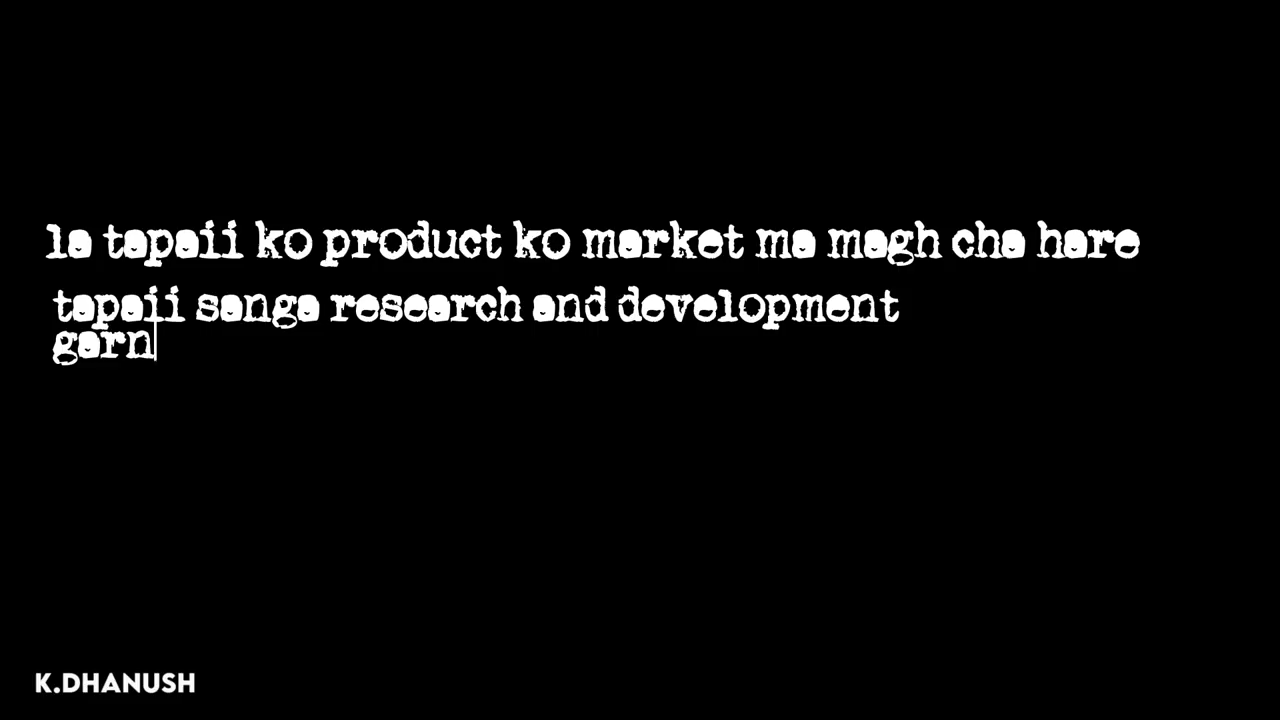 la tapaii ko product ko market ma magh cha hare
tapaii sanga research and development
garn
K.DHANUSH